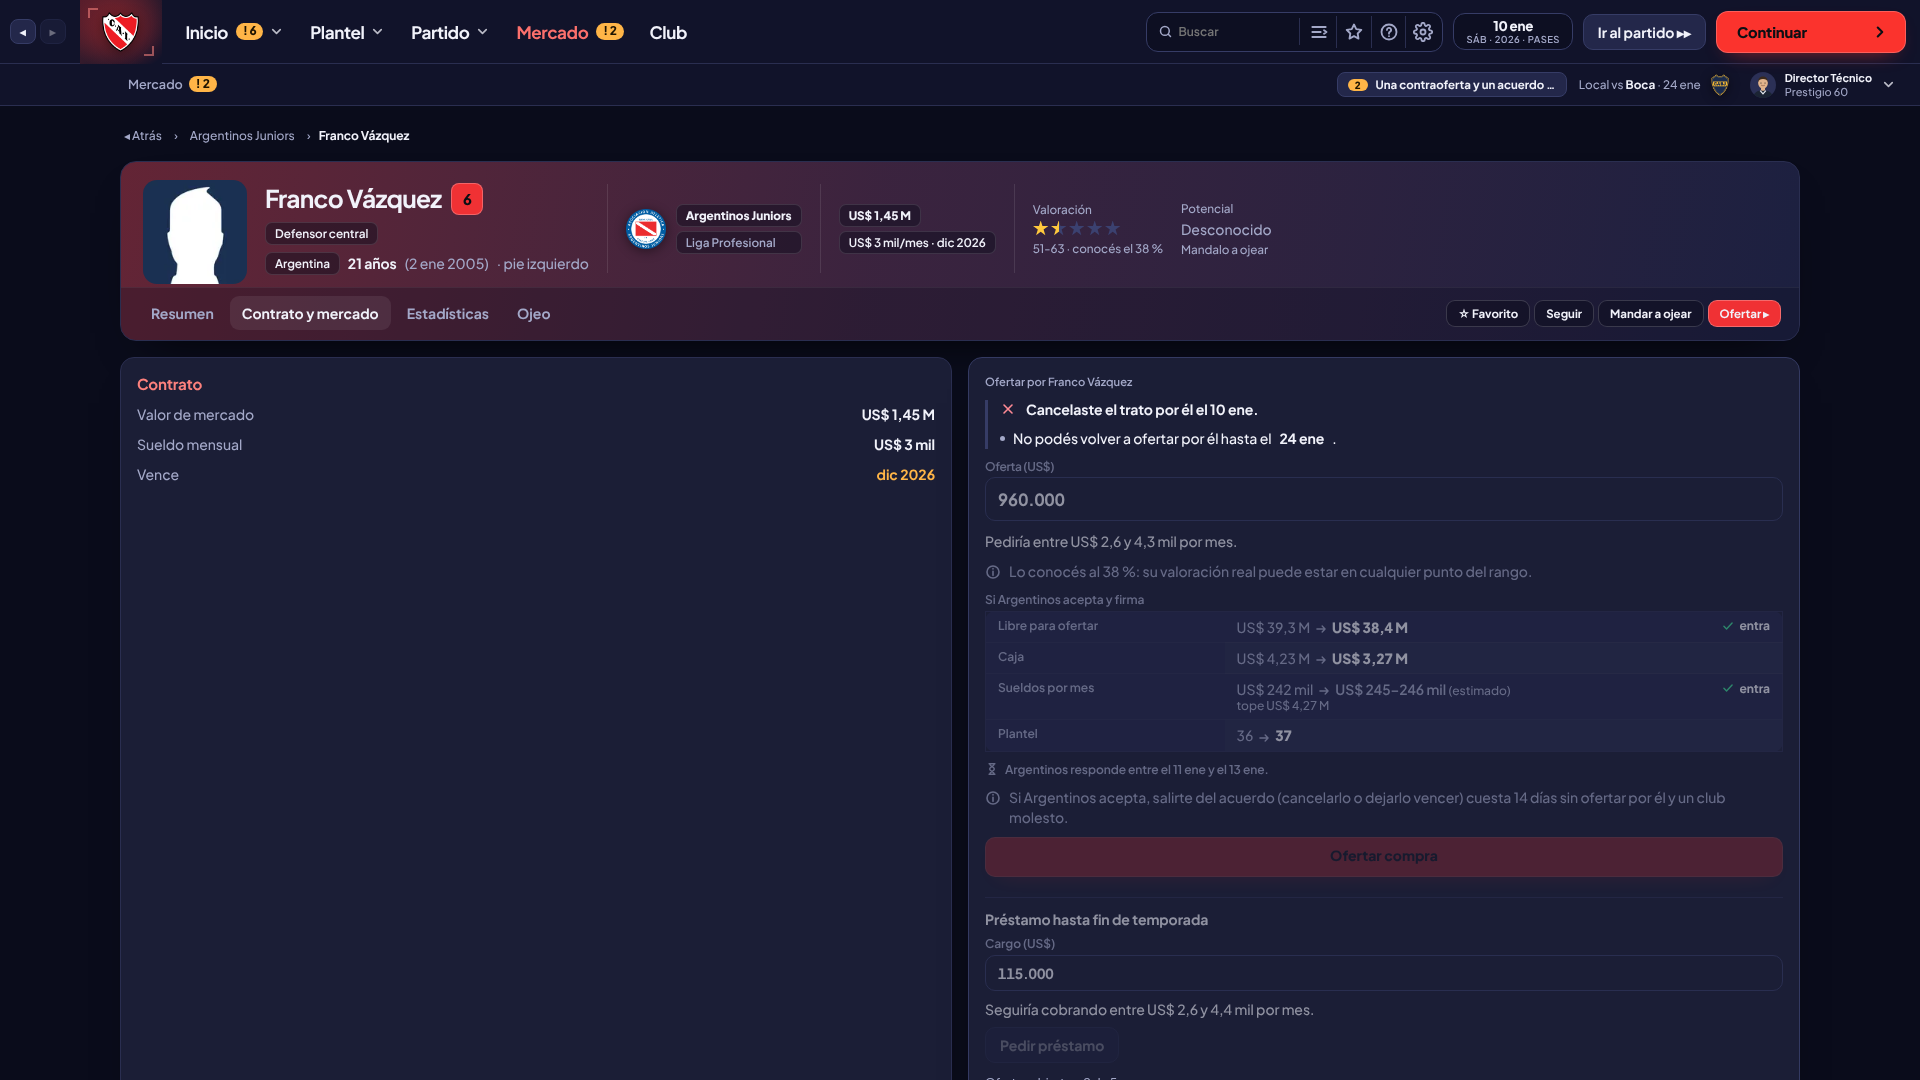 Inicio ! 6
Plantel
Partido
Mercado ! 2
Club
Buscar
10 ene
SÁB · 2026 · PASES
Ir al partido ▸▸
Continuar
Mercado ! 2
2 Una contraoferta y un acuerdo ...
Local vs Boca · 24 ene
Director Técnico
Prestigio 60
◂ Atrás › Argentinos Juniors › Franco Vázquez
Franco Vázquez 6
Defensor central
Argentina 21 años (2 ene 2005) · pie izquierdo
Argentinos Juniors
Liga Profesional
US$ 1,45 M
US$ 3 mil/mes · dic 2026
Valoración
51–63 · conocés el 38 %
Potencial
Desconocido
Mandalo a ojear
Resumen
Contrato y mercado
Estadísticas
Ojeo
☆ Favorito
Seguir
Mandar a ojear
Ofertar ▸
Contrato
Valor de mercado US$ 1,45 M
Sueldo mensual US$ 3 mil
Vence dic 2026
Ofertar por Franco Vázquez
✕ Cancelaste el trato por él el 10 ene.
• No podés volver a ofertar por él hasta el 24 ene .
Oferta (US$)
960.000
Pediría entre US$ 2,6 y 4,3 mil por mes.
Lo conocés al 38 %: su valoración real puede estar en cualquier punto del rango.
Si Argentinos acepta y firma
Libre para ofertar US$ 39,3 M → US$ 38,4 M ✓ entra
Caja US$ 4,23 M → US$ 3,27 M
Sueldos por mes US$ 242 mil → US$ 245–246 mil (estimado) ✓ entra
tope US$ 4,27 M
Plantel 36 → 37
Argentinos responde entre el 11 ene y el 13 ene.
Si Argentinos acepta, salirte del acuerdo (cancelarlo o dejarlo vencer) cuesta 14 días sin ofertar por él y un club
molesto.
Ofertar compra
Préstamo hasta fin de temporada
Cargo (US$)
115.000
Seguiría cobrando entre US$ 2,6 y 4,4 mil por mes.
Pedir préstamo